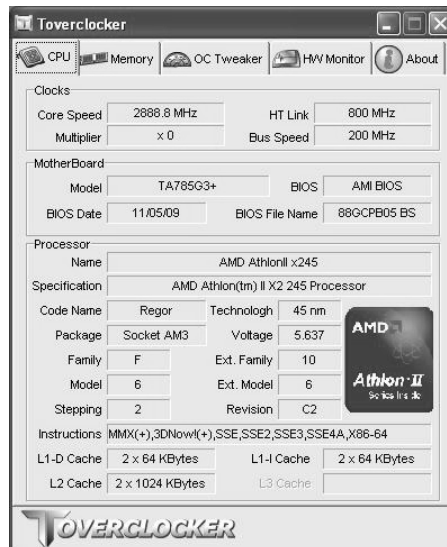 Toverclocker
CPU Memory OC Tweaker H/W Monitor About
Clocks
Core Speed 2888.8 MHz HT Link 800 MHz
Multiplier x 0 Bus Speed 200 MHz
MotherBoard
Model TA785G3+ BIOS AMI BIOS
BIOS Date 11/05/09 BIOS File Name 88GCPB05 BS
Processor
Name AMD AthlonII x245
Specification AMD Athlon(tm) II X2 245 Processor
Code Name Regor Technologh 45 nm
Package Socket AM3 Voltage 5.637
Family F Ext. Family 10
Model 6 Ext. Model 6
Stepping 2 Revision C2
AMD
Athlon II
Series Inside
Instructions MMX(+),3DNow!(+),SSE,SSE2,SSE3,SSE4A,X86-64
L1-D Cache 2 x 64 KBytes L1-I Cache 2 x 64 KBytes
L2 Cache 2 x 1024 KBytes L3 Cache
TOVERCLOCKER